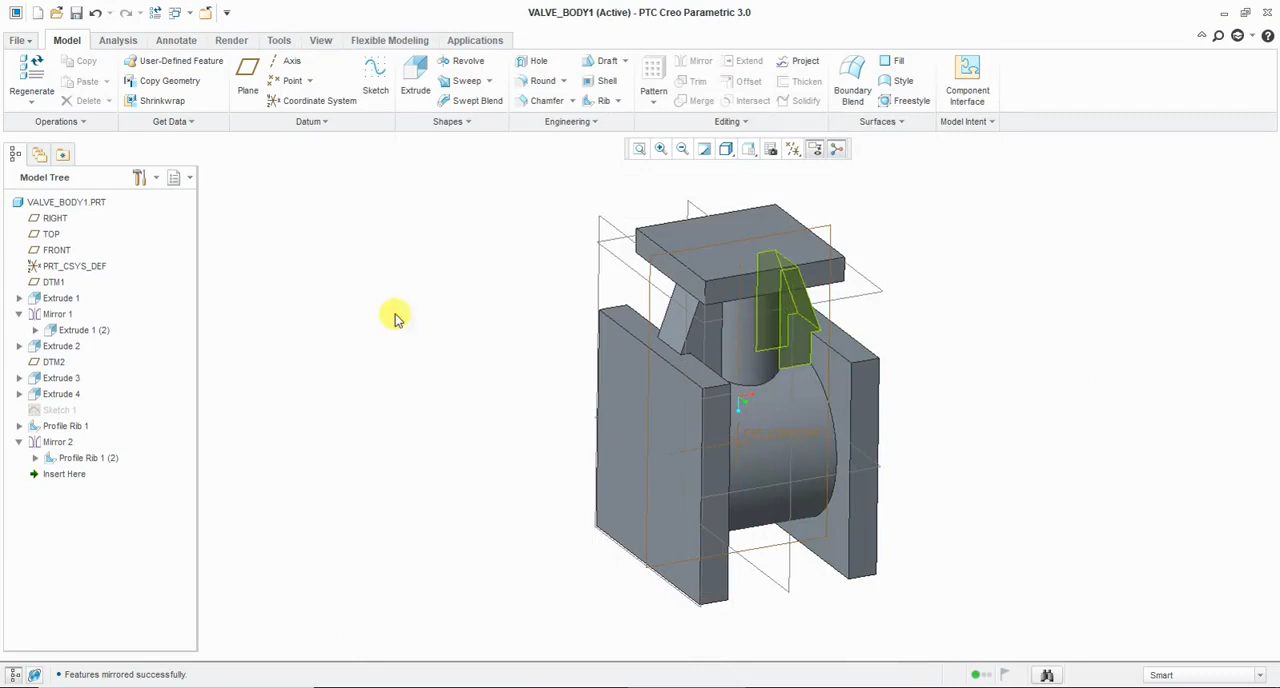 VALVE_BODY1 (Active) - PTC Creo Parametric 3.0
File Model Analysis Annotate Render Tools View Flexible Modeling Applications
Regenerate Copy Paste Delete User-Defined Feature Copy Geometry Shrinkwrap Plane Axis Point Coordinate System Sketch Extrude Revolve Sweep Swept Blend Hole Round Chamfer Draft Shell Rib Pattern Mirror Trim Merge Extend Offset Intersect Project Thicken Solidify Boundary Blend Fill Style Freestyle Component Interface
Operations Get Data Datum Shapes Engineering Editing Surfaces Model Intent
Model Tree
VALVE_BODY1.PRT
RIGHT
TOP
FRONT
PRT_CSYS_DEF
DTM1
Extrude 1
Mirror 1
Extrude 1 (2)
Extrude 2
DTM2
Extrude 3
Extrude 4
Sketch 1
Profile Rib 1
Mirror 2
Profile Rib 1 (2)
Insert Here
Features mirrored successfully.
Smart